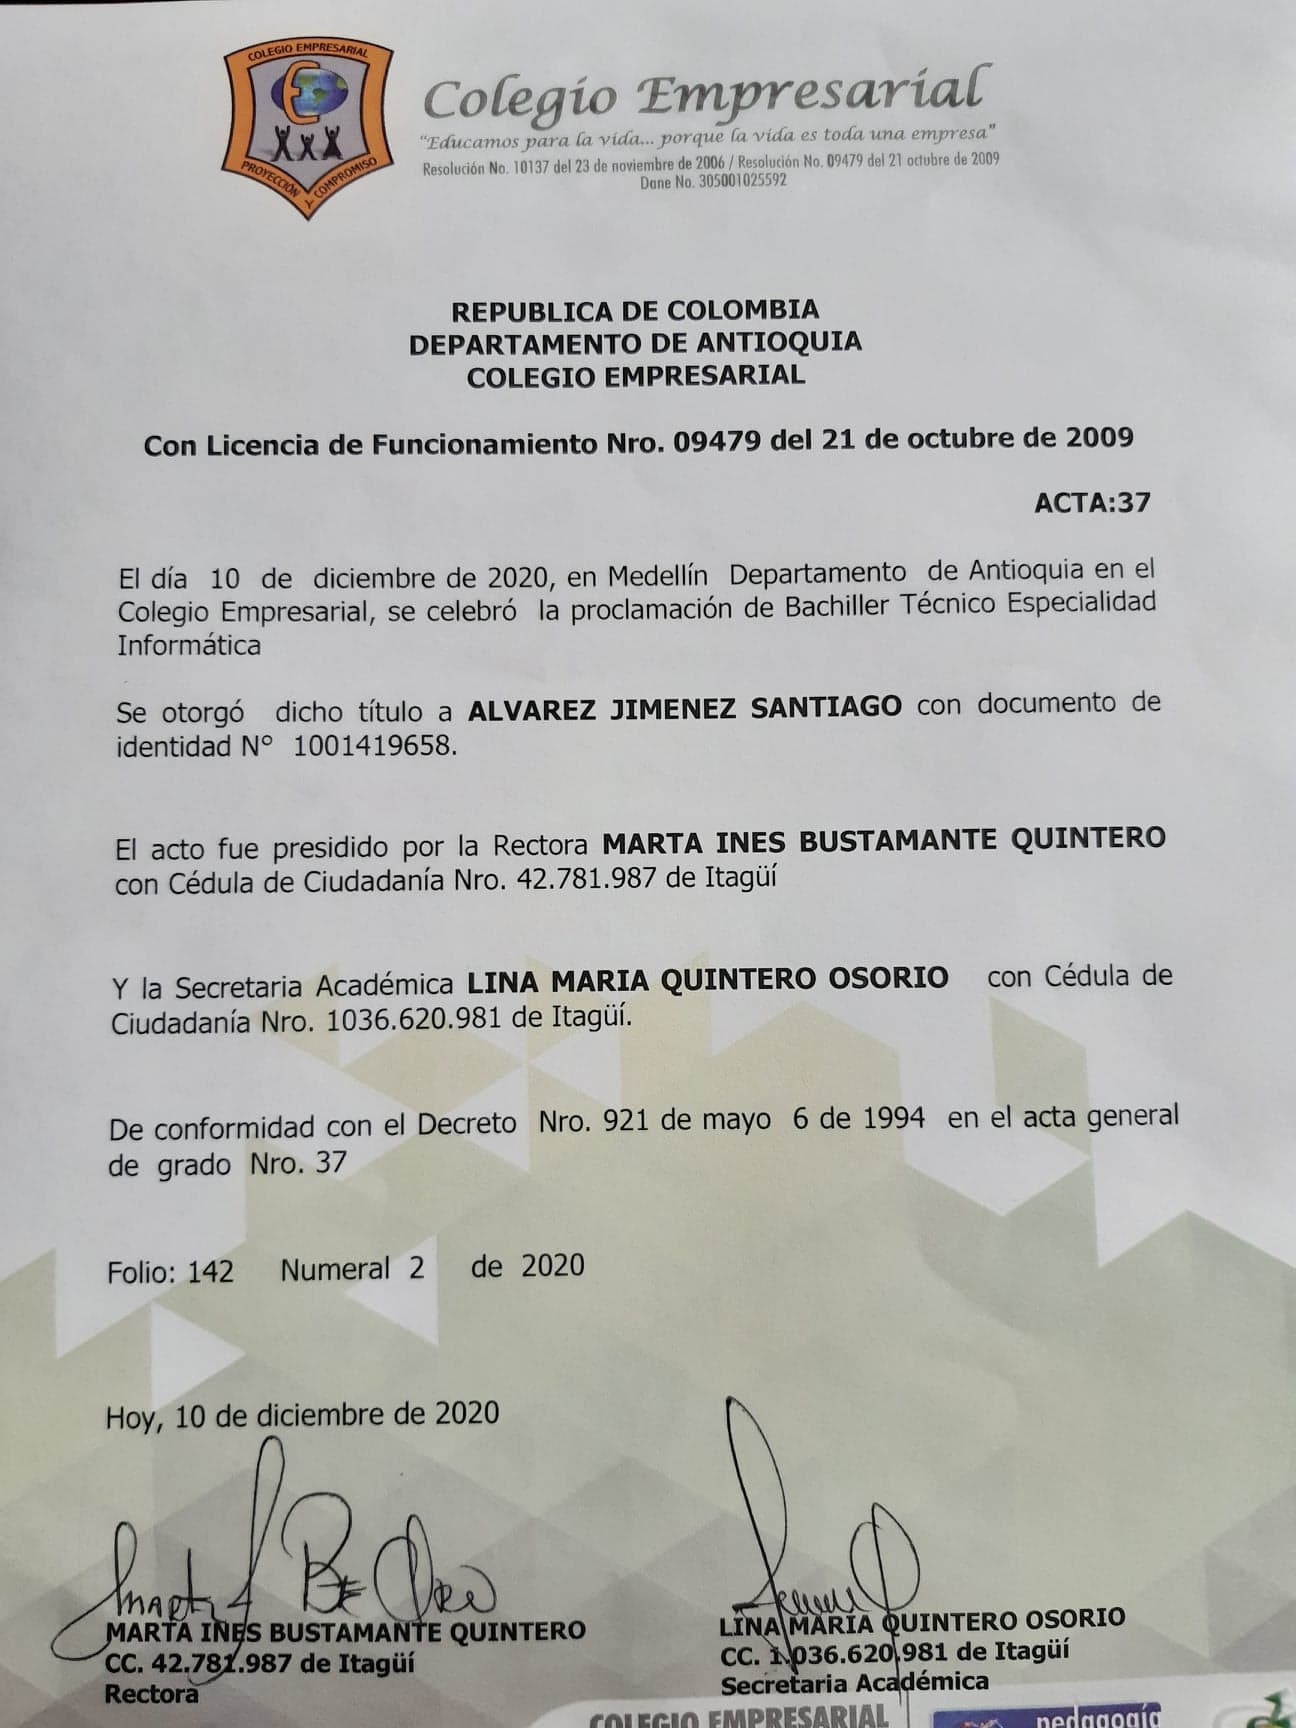 COLEGIO EMPRESARIAL
PROYECCIÓN Y COMPROMISO
Colegio Empresarial
"Educamos para la vida... porque la vida es toda una empresa"
Resolución No. 10137 del 23 de noviembre de 2006 / Resolución No. 09479 del 21 octubre de 2009
Dane No. 305001025592
REPUBLICA DE COLOMBIA
DEPARTAMENTO DE ANTIOQUIA
COLEGIO EMPRESARIAL
Con Licencia de Funcionamiento Nro. 09479 del 21 de octubre de 2009
ACTA:37
El día 10 de diciembre de 2020, en Medellín Departamento de Antioquia en el
Colegio Empresarial, se celebró la proclamación de Bachiller Técnico Especialidad
Informática
Se otorgó dicho título a ALVAREZ JIMENEZ SANTIAGO con documento de
identidad N° 1001419658.
El acto fue presidido por la Rectora MARTA INES BUSTAMANTE QUINTERO
con Cédula de Ciudadanía Nro. 42.781.987 de Itagüí
Y la Secretaria Académica LINA MARIA QUINTERO OSORIO con Cédula de
Ciudadanía Nro. 1036.620.981 de Itagüí.
De conformidad con el Decreto Nro. 921 de mayo 6 de 1994 en el acta general
de grado Nro. 37
Folio: 142 Numeral 2 de 2020
Hoy, 10 de diciembre de 2020
MARTA INES BUSTAMANTE QUINTERO
CC. 42.781.987 de Itagüí
Rectora
LINA MARIA QUINTERO OSORIO
CC. 1.036.620.981 de Itagüí
Secretaria Académica
COLEGIO EMPRESARIAL
pedagogía